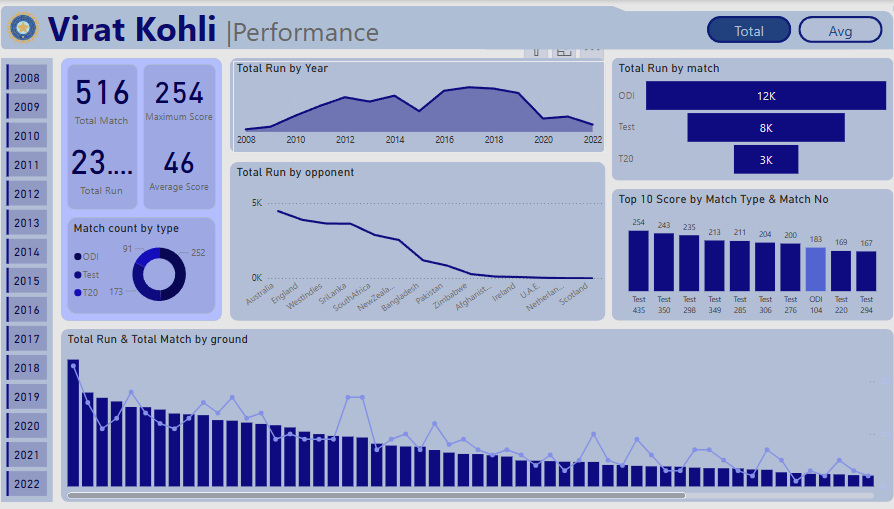 Virat Kohli |Performance
Total
Avg
2008
2009
2010
2011
2012
2013
2014
2015
2016
2017
2018
2019
2020
2021
2022
516
Total Match
254
Maximum Score
23....
Total Run
46
Average Score
Match count by type
ODI
Test
T20
91
252
173
Total Run by Year
2008 2010 2012 2014 2016 2018 2020 2022
Total Run by opponent
5K
0K
Australia
England
WestIndies
SriLanka
SouthAfrica
NewZeala...
Bangladesh
Pakistan
Zimbabwe
Afghanist...
Ireland
U.A.E.
Netherlan...
Scotland
Total Run by match
ODI 12K
Test 8K
T20 3K
Top 10 Score by Match Type & Match No
254 243 235 213 211 204 200 183 169 167
Test Test Test Test Test Test Test ODI Test Test
435 350 298 349 285 306 276 104 220 294
Total Run & Total Match by ground